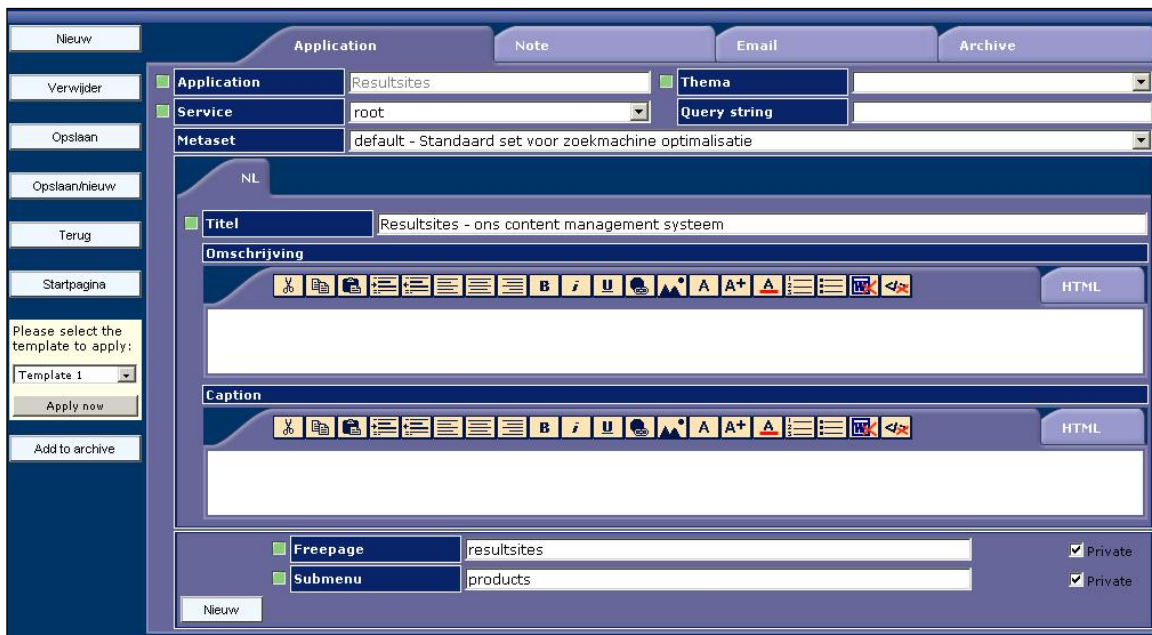 Nieuw
Verwijder
Opslaan
Opslaan/nieuw
Terug
Startpagina
Please select the
template to apply:
Template 1
Apply now
Add to archive
Application Note Email Archive
Application Resultsites Thema
Service root Query string
Metaset default - Standaard set voor zoekmachine optimalisatie
NL
Titel Resultsites - ons content management systeem
Omschrijving
B i U A A+ A HTML
Caption
B i U A A+ A HTML
Freepage resultsites Private
Submenu products Private
Nieuw